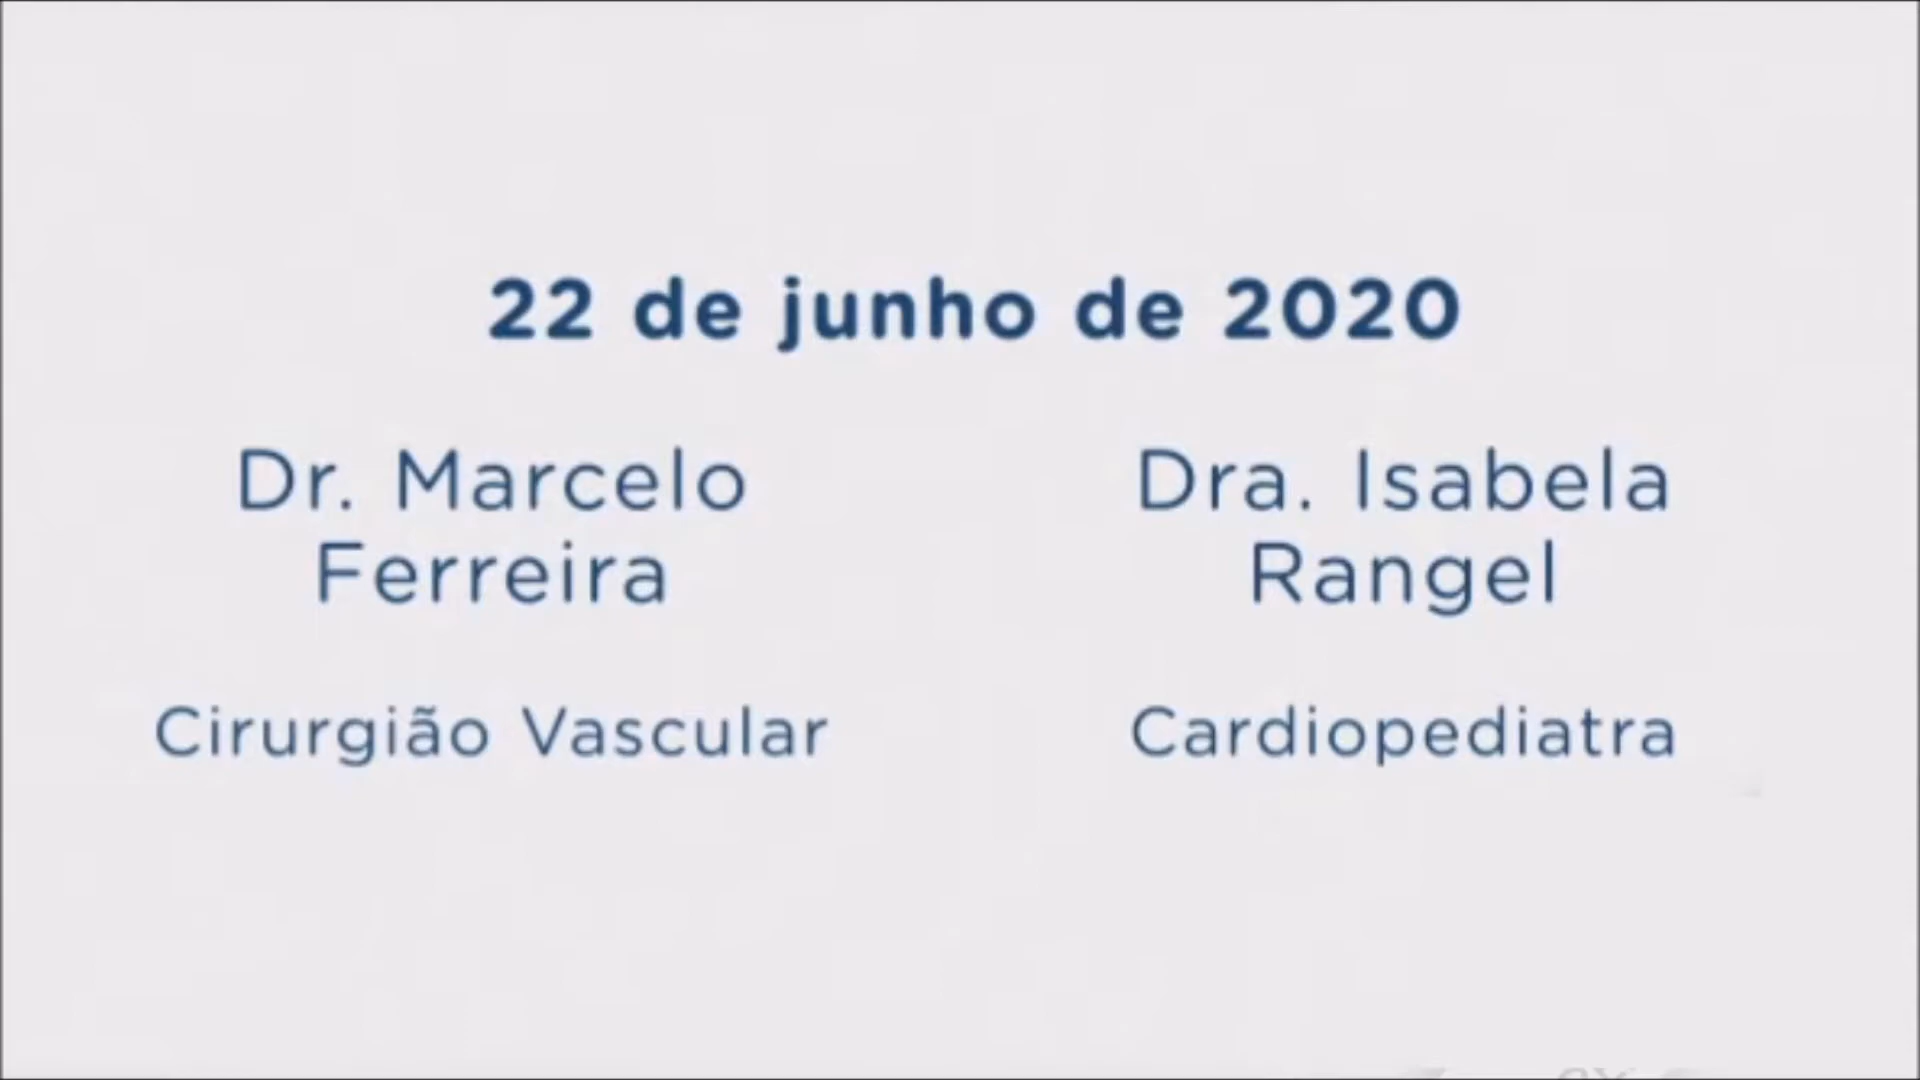 22 de junho de 2020
Dr. Marcelo
Ferreira
Cirurgião Vascular
Dra. Isabela
Rangel
Cardiopediatra